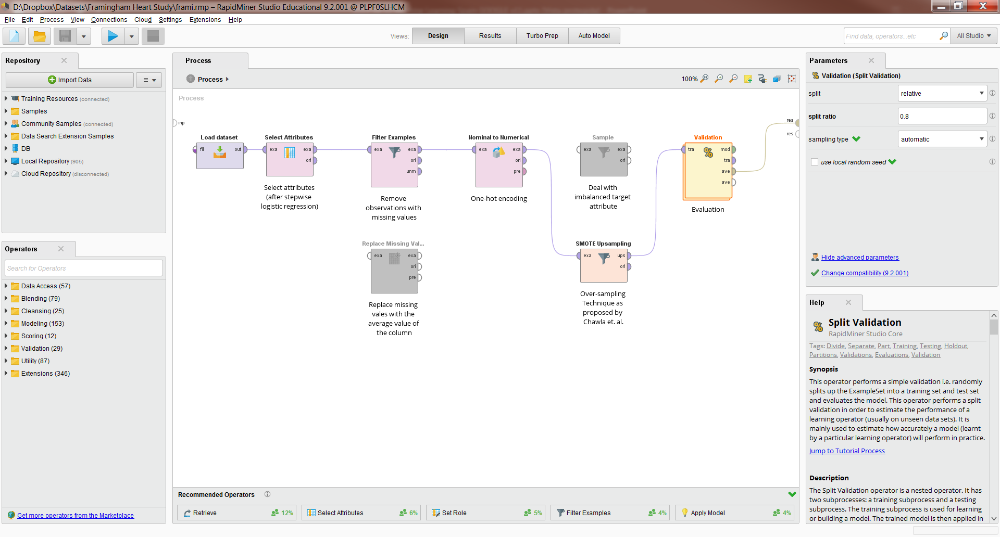 D:\Dropbox\Datasets\Framingham Heart Study\frami.rmp – RapidMiner Studio Educational 9.2.001 @ PLPF0SLHCM
File Edit Process View Connections Cloud Settings Extensions Help
Views: Design Results Turbo Prep Auto Model
Find data, operators...etc All Studio
Repository
Import Data
Training Resources (connected)
Samples
Community Samples (connected)
Data Search Extension Samples
DB
Local Repository (905)
Cloud Repository (disconnected)
Operators
Search for Operators
Data Access (57)
Blending (79)
Cleansing (25)
Modeling (153)
Scoring (12)
Validation (29)
Utility (87)
Extensions (346)
Get more operators from the Marketplace
Process
Process
100%
Process
inp
res
res
Load dataset
fil out
Select Attributes
exa exa
ori
Select attributes
(after stepwise
logistic regression)
Filter Examples
exa exa
ori
unm
Remove
observations with
missing values
Nominal to Numerical
exa exa
ori
pre
One-hot encoding
Sample
exa exa
ori
Deal with
imbalanced target
attribute
Validation
tra mod
tra
ave
ave
Evaluation
Replace Missing Val...
exa exa
ori
pre
Replace missing
vales with the
average value of
the column
SMOTE Upsampling
exa ups
ori
Over-sampling
Technique as
proposed by
Chawla et. al.
Recommended Operators
Retrieve 12%
Select Attributes 6%
Set Role 5%
Filter Examples 4%
Apply Model 4%
Parameters
Validation (Split Validation)
split relative
split ratio 0.8
sampling type automatic
use local random seed
Hide advanced parameters
Change compatibility (9.2.001)
Help
Split Validation
RapidMiner Studio Core
Tags: Divide, Separate, Part, Training, Testing, Holdout,
Partitions, Validations, Evaluations, Validation
Synopsis
This operator performs a simple validation i.e. randomly
splits up the ExampleSet into a training set and test set
and evaluates the model. This operator performs a split
validation in order to estimate the performance of a
learning operator (usually on unseen data sets). It is
mainly used to estimate how accurately a model (learnt
by a particular learning operator) will perform in practice.
Jump to Tutorial Process
Description
The Split Validation operator is a nested operator. It has
two subprocesses: a training subprocess and a testing
subprocess. The training subprocess is used for learning
or building a model. The trained model is then applied in